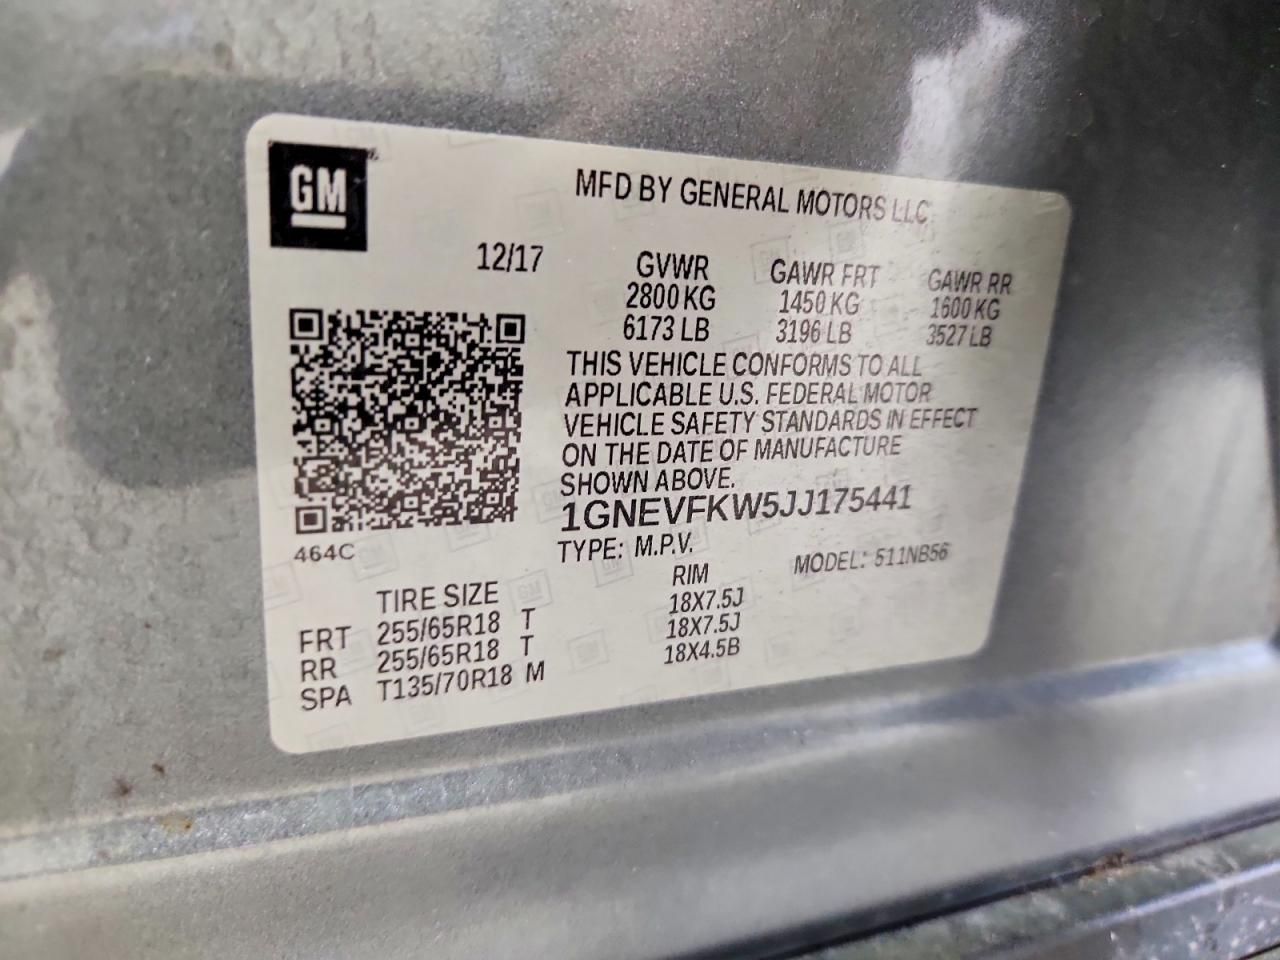 GM
MFD BY GENERAL MOTORS LLC
12/17
GVWR GAWR FRT GAWR RR
2800 KG 1450 KG 1600 KG
6173 LB 3196 LB 3527 LB
THIS VEHICLE CONFORMS TO ALL
APPLICABLE U.S. FEDERAL MOTOR
VEHICLE SAFETY STANDARDS IN EFFECT
ON THE DATE OF MANUFACTURE
SHOWN ABOVE.
1GNEVFKW5JJ175441
464C
TYPE: M.P.V. MODEL: 511NB56
TIRE SIZE RIM
FRT 255/65R18 T 18X7.5J
RR 255/65R18 T 18X7.5J
SPA T135/70R18 M 18X4.5B